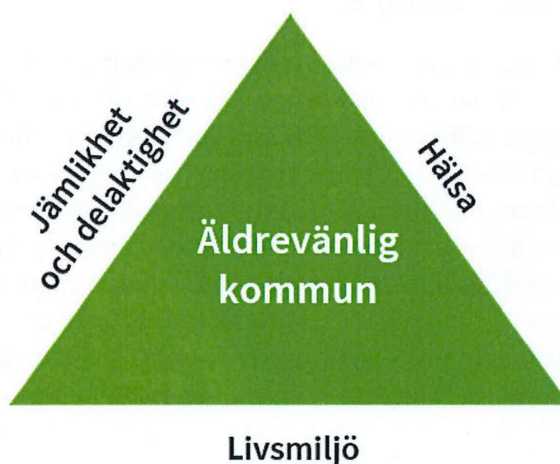 Jämlikhet
och delaktighet
Hälsa
Äldrevänlig
kommun
Livsmiljö